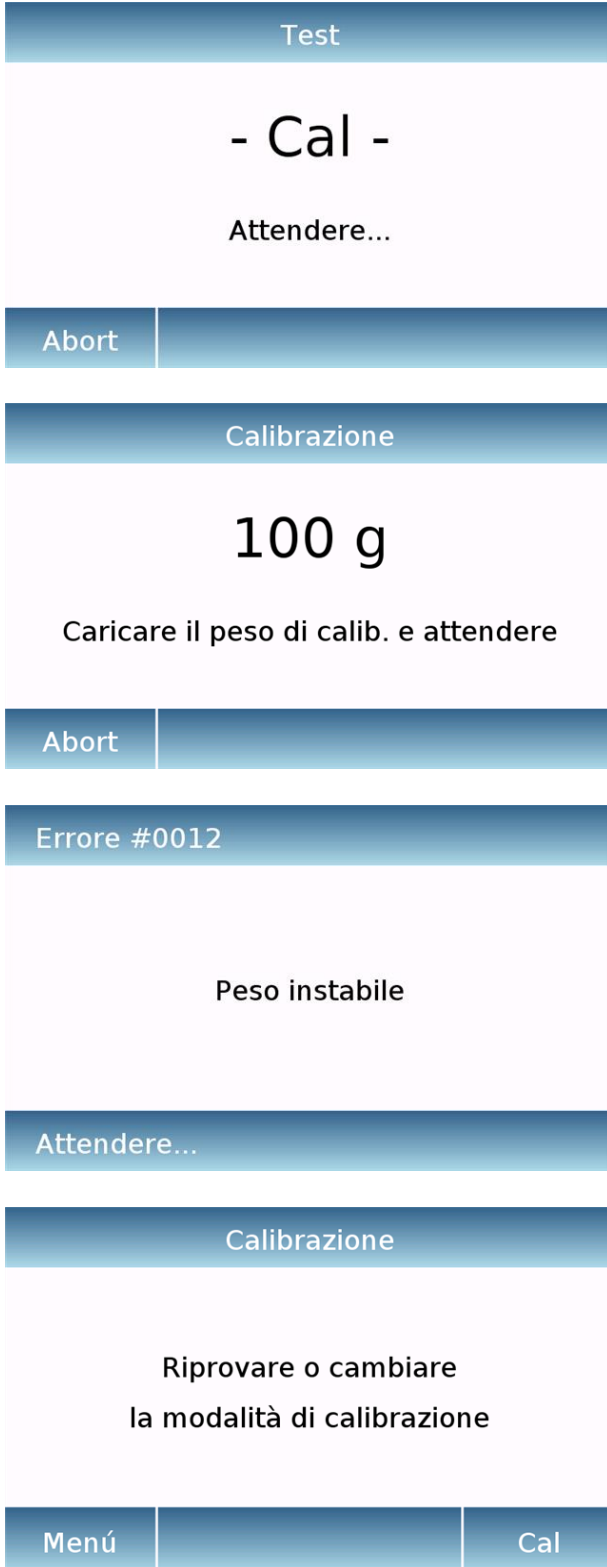 Test
- Cal -
Attendere...
Abort
Calibrazione
100 g
Caricare il peso di calib. e attendere
Abort
Errore #0012
Peso instabile
Attendere...
Calibrazione
Riprovare o cambiare
la modalità di calibrazione
Menú Cal